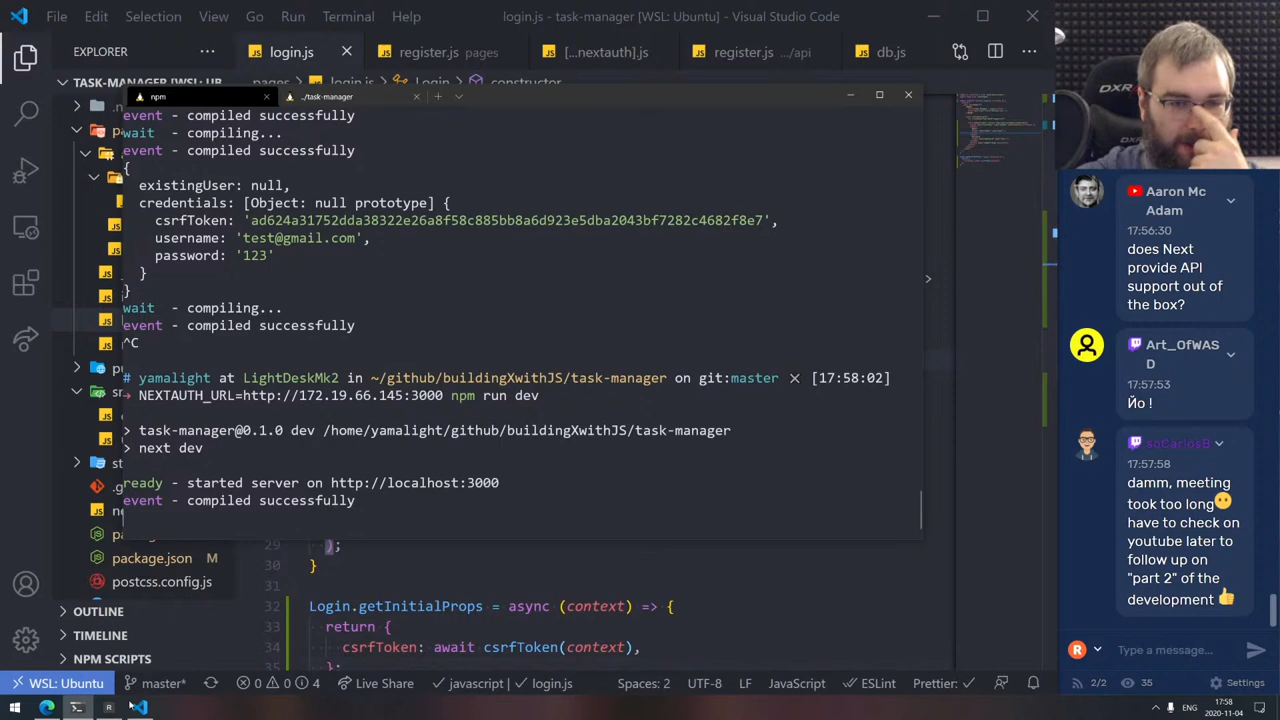 File Edit Selection View Go Run Terminal Help login.js - task-manager [WSL: Ubuntu] - Visual Studio Code
EXPLORER
login.js
register.js pages
[...nextauth].js
register.js .../api
db.js
TASK-MANAGER [WSL: UB
pages
login.js
Login
constructor
npm
../task-manager
event - compiled successfully
wait - compiling...
event - compiled successfully
{
existingUser: null,
credentials: [Object: null prototype] {
csrfToken: 'ad624a31752dda38322e26a8f58c885bb8a6d923e5dba2043bf7282c4682f8e7',
username: 'test@gmail.com',
password: '123'
}
}
wait - compiling...
event - compiled successfully
^C
# yamalight at LightDeskMk2 in ~/github/buildingXwithJS/task-manager on git:master ✕ [17:58:02]
→ NEXTAUTH_URL=http://172.19.66.145:3000 npm run dev
> task-manager@0.1.0 dev /home/yamalight/github/buildingXwithJS/task-manager
> next dev
ready - started server on http://localhost:3000
event - compiled successfully
package.json M
postcss.config.js
OUTLINE
TIMELINE
NPM SCRIPTS
29 );
30 }
31
32 Login.getInitialProps = async (context) => {
33 return {
34 csrfToken: await csrfToken(context),
35 };
WSL: Ubuntu master* 0 0 4 Live Share javascript | login.js Spaces: 2 UTF-8 LF JavaScript ESLint Prettier:
ENG
17:58
2020-11-04
DXR
Aaron Mc
Adam
17:56:30
does Next
provide API
support out of
the box?
Art_OfWAS
D
17:57:53
Йо !
soCarlosB
17:57:58
damm, meeting
took too long
have to check on
youtube later to
follow up on
"part 2" of the
development
R
Type a message...
2/2 35 Settings